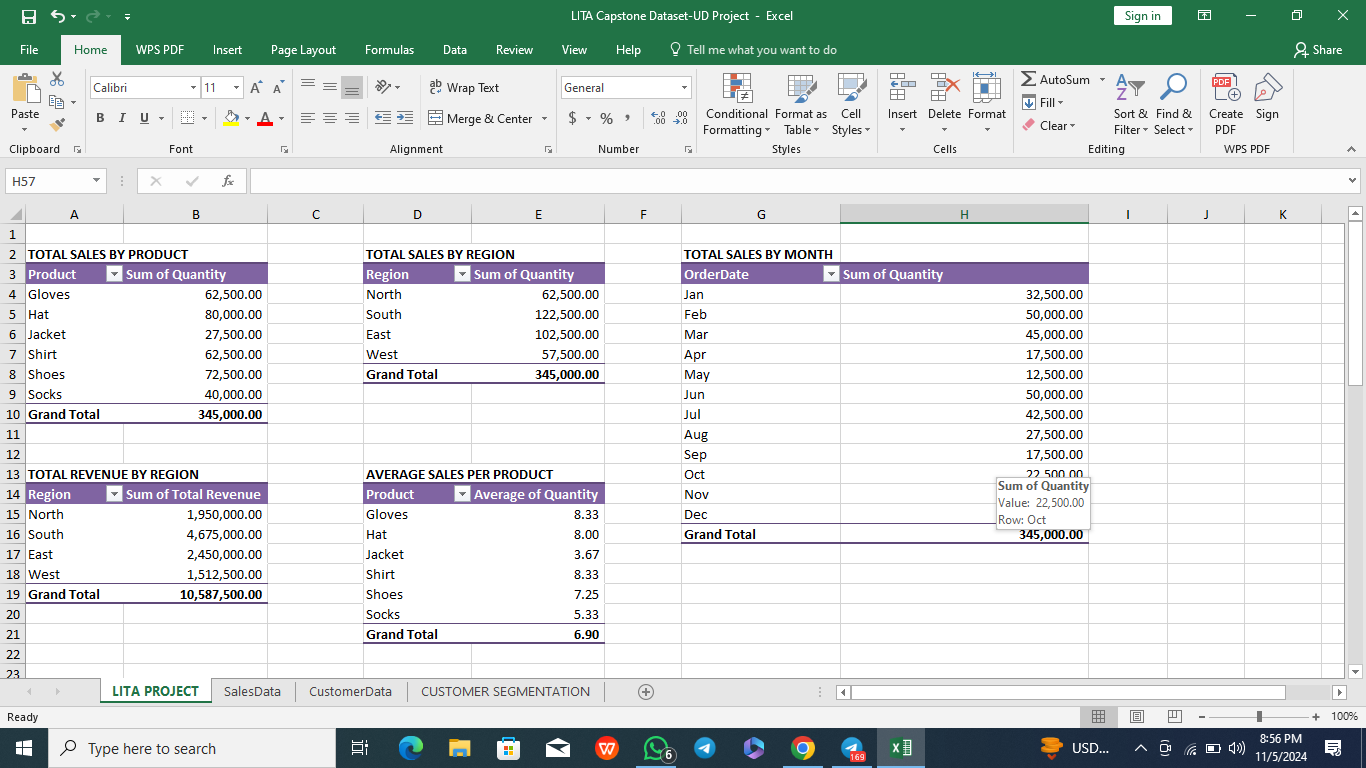 LITA Capstone Dataset-UD Project - Excel
Sign in
File Home WPS PDF Insert Page Layout Formulas Data Review View Help Tell me what you want to do Share
Paste
Clipboard
Calibri 11
B I U
Font
Wrap Text
Merge & Center
Alignment
General
$ % ,
Number
Conditional Formatting
Format as Table
Cell Styles
Styles
Insert Delete Format
Cells
AutoSum
Fill
Clear
Sort & Filter
Find & Select
Editing
Create PDF
Sign
WPS PDF
H57 fx
A B C D E F G H I J K
1
2 TOTAL SALES BY PRODUCT TOTAL SALES BY REGION TOTAL SALES BY MONTH
3 Product Sum of Quantity Region Sum of Quantity OrderDate Sum of Quantity
4 Gloves 62,500.00 North 62,500.00 Jan 32,500.00
5 Hat 80,000.00 South 122,500.00 Feb 50,000.00
6 Jacket 27,500.00 East 102,500.00 Mar 45,000.00
7 Shirt 62,500.00 West 57,500.00 Apr 17,500.00
8 Shoes 72,500.00 Grand Total 345,000.00 May 12,500.00
9 Socks 40,000.00 Jun 50,000.00
10 Grand Total 345,000.00 Jul 42,500.00
11 Aug 27,500.00
12 Sep 17,500.00
13 TOTAL REVENUE BY REGION AVERAGE SALES PER PRODUCT Oct 22,500.00
14 Region Sum of Total Revenue Product Average of Quantity Nov
15 North 1,950,000.00 Gloves 8.33 Dec
16 South 4,675,000.00 Hat 8.00 Grand Total 345,000.00
17 East 2,450,000.00 Jacket 3.67
18 West 1,512,500.00 Shirt 8.33
19 Grand Total 10,587,500.00 Shoes 7.25
20 Socks 5.33
21 Grand Total 6.90
22
23
Sum of Quantity
Value: 22,500.00
Row: Oct
LITA PROJECT SalesData CustomerData CUSTOMER SEGMENTATION
Ready 100%
Type here to search
6
169
USD...
8:56 PM
11/5/2024